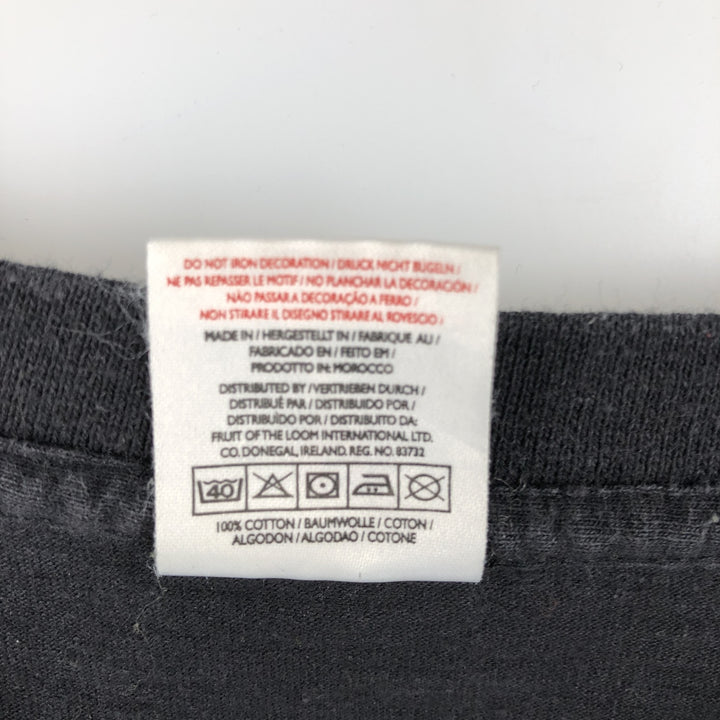 DO NOT IRON DECORATION / DRUCK NICHT BUGELN /
NE PAS REPASSER LE MOTIF / NO PLANCHAR LA DECORACIÓN /
NÃO PASSAR A DECORAÇÃO A FERRO /
NON STIRARE IL DISEGNO STIRARE AL ROVESCIO /
MADE IN / HERGESTELLT IN / FABRIQUE AU /
FABRICADO EN / FEITO EM /
PRODOTTO IN: MOROCCO
DISTRIBUTED BY /VERTRIEBEN DURCH /
DISTRIBUÉ PAR / DISTRIBUIDO POR /
DISTRIBUÍDO POR / DISTRIBUITO DA:
FRUIT OF THE LOOM INTERNATIONAL LTD.
CO. DONEGAL, IRELAND. REG. NO. 83732
40
100% COTTON / BAUMWOLLE / COTON /
ALGODON / ALGODAO / COTONE